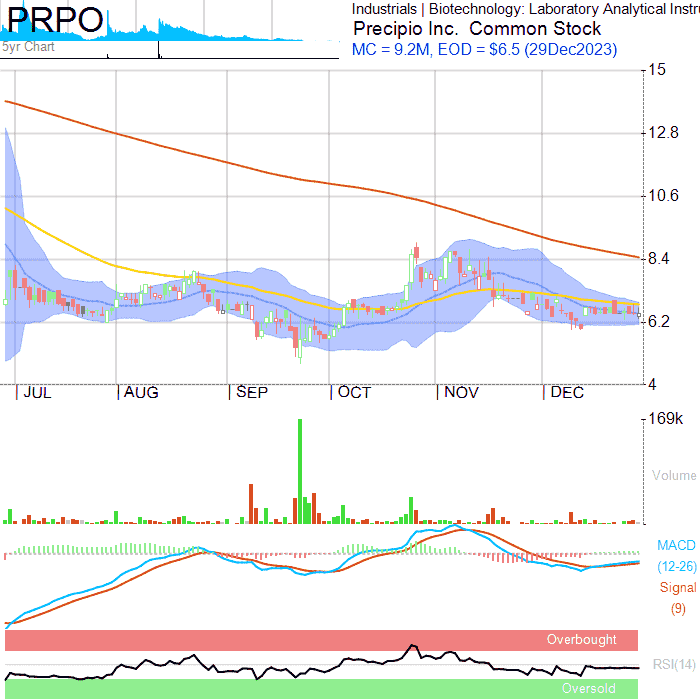 PRPO
5yr Chart
Industrials | Biotechnology: Laboratory Analytical Instru
Precipio Inc.  Common Stock
MC = 9.2M, EOD = $6.5 (29Dec2023)
15
12.8
10.6
8.4
6.2
4
JUL AUG SEP OCT NOV DEC
169k
Volume
MACD
(12-26)
Signal
(9)
Overbought
RSI(14)
Oversold